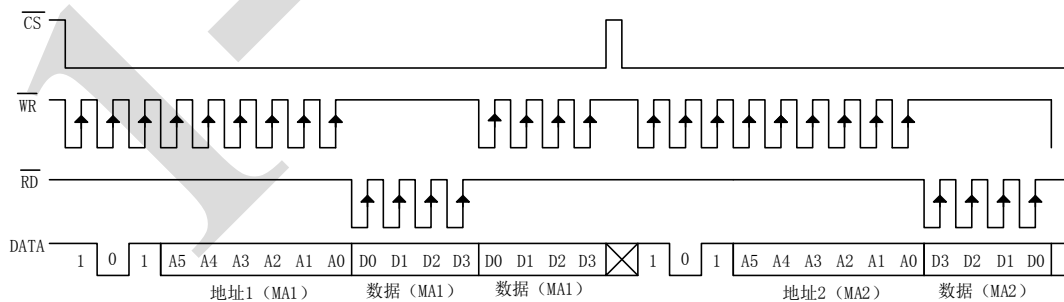 CS
WR
RD
DATA 1 0 1 A5 A4 A3 A2 A1 A0 D0 D1 D2 D3 D0 D1 D2 D3 1 0 1 A5 A4 A3 A2 A1 A0 D3 D2 D1 D0
地址1（MA1） 数据（MA1） 数据（MA1） 地址2（MA2） 数据（MA2）